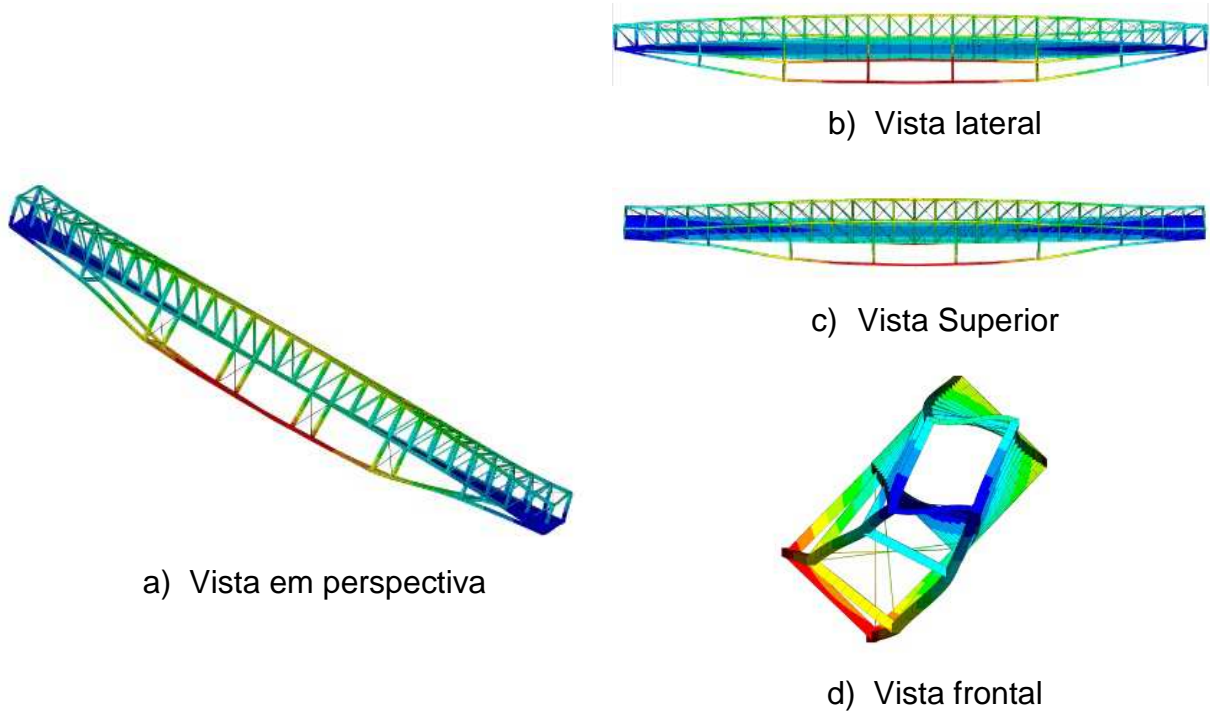 b) Vista lateral
c) Vista Superior
a) Vista em perspectiva
d) Vista frontal